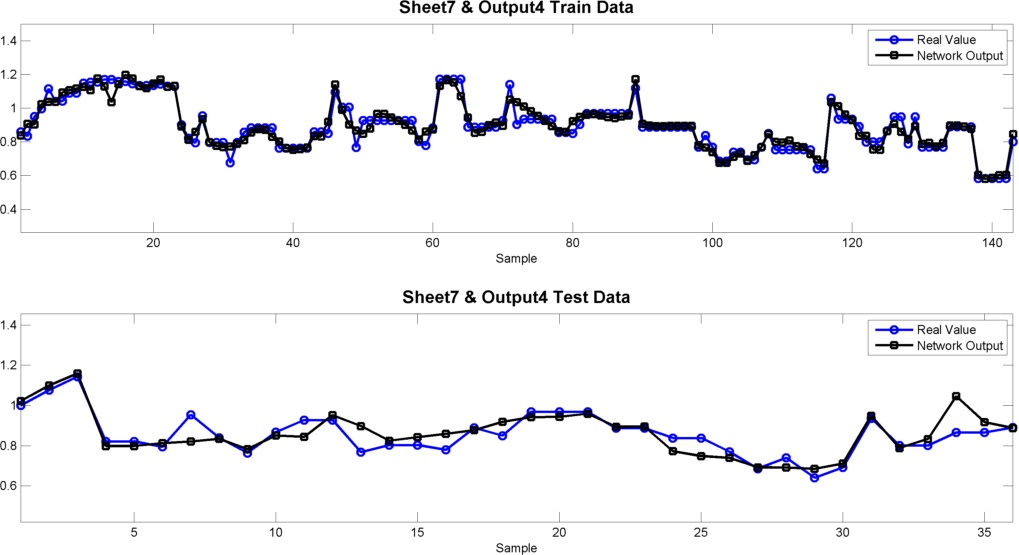 Sheet7 & Output4 Train Data
1.4
1.2
1
0.8
0.6
0.4
Real Value
Network Output
20 40 60 80 100 120 140
Sample
Sheet7 & Output4 Test Data
1.4
1.2
1
0.8
0.6
Real Value
Network Output
5 10 15 20 25 30 35
Sample